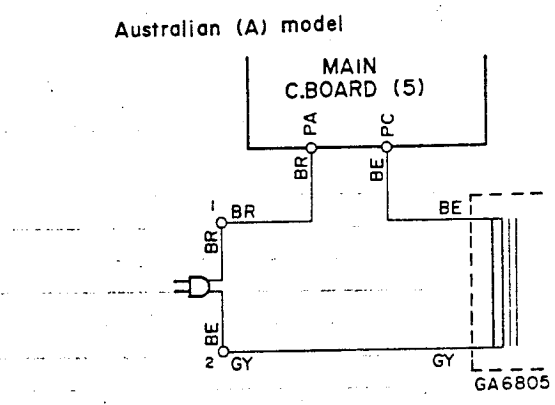 Australian (A) model
MAIN
C.BOARD (5)
PA
PC
BR
BE
1
BR
BE
BR
BE
2
GY
GY
GA6805